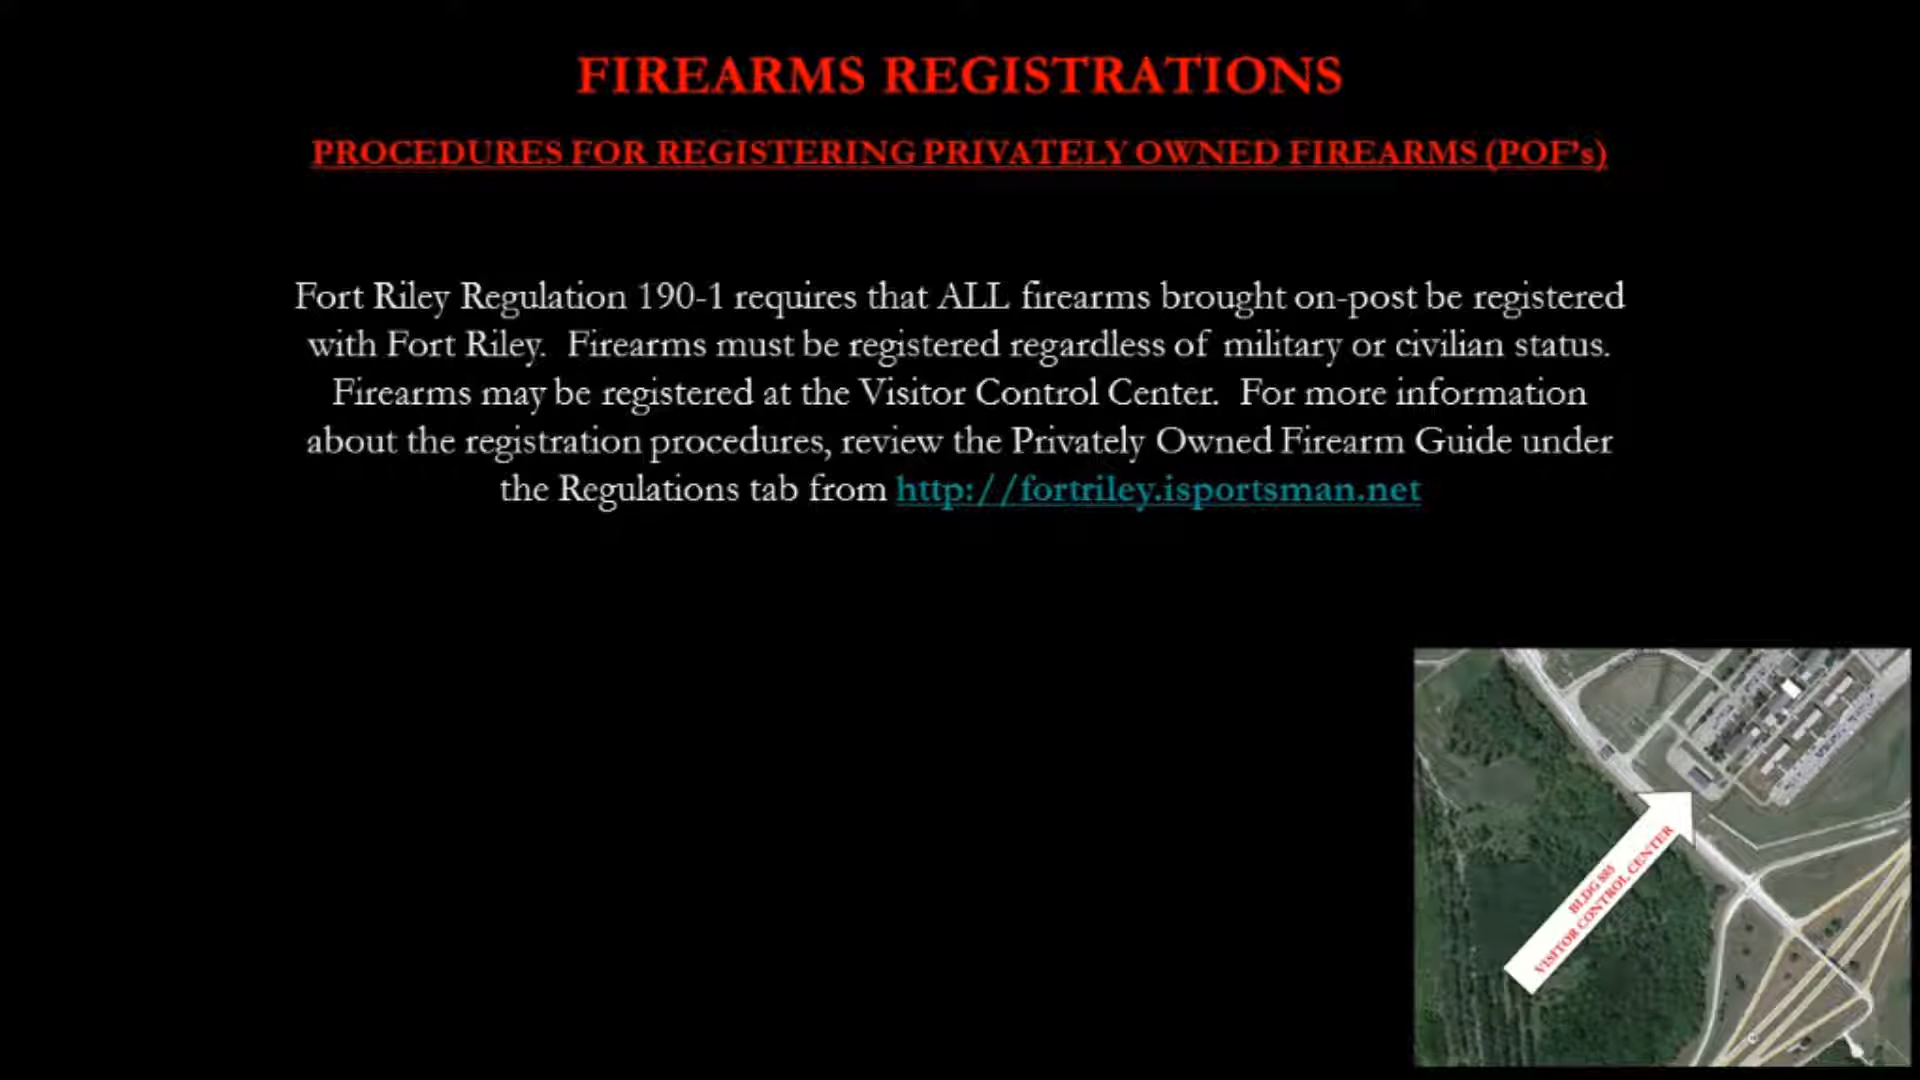 FIREARMS REGISTRATIONS
PROCEDURES FOR REGISTERING PRIVATELY OWNED FIREARMS (POF's)
Fort Riley Regulation 190-1 requires that ALL firearms brought on-post be registered
with Fort Riley.  Firearms must be registered regardless of military or civilian status.
Firearms may be registered at the Visitor Control Center.  For more information
about the registration procedures, review the Privately Owned Firearm Guide under
the Regulations tab from http://fortriley.isportsman.net
BLDG 885
VISITOR CONTROL CENTER